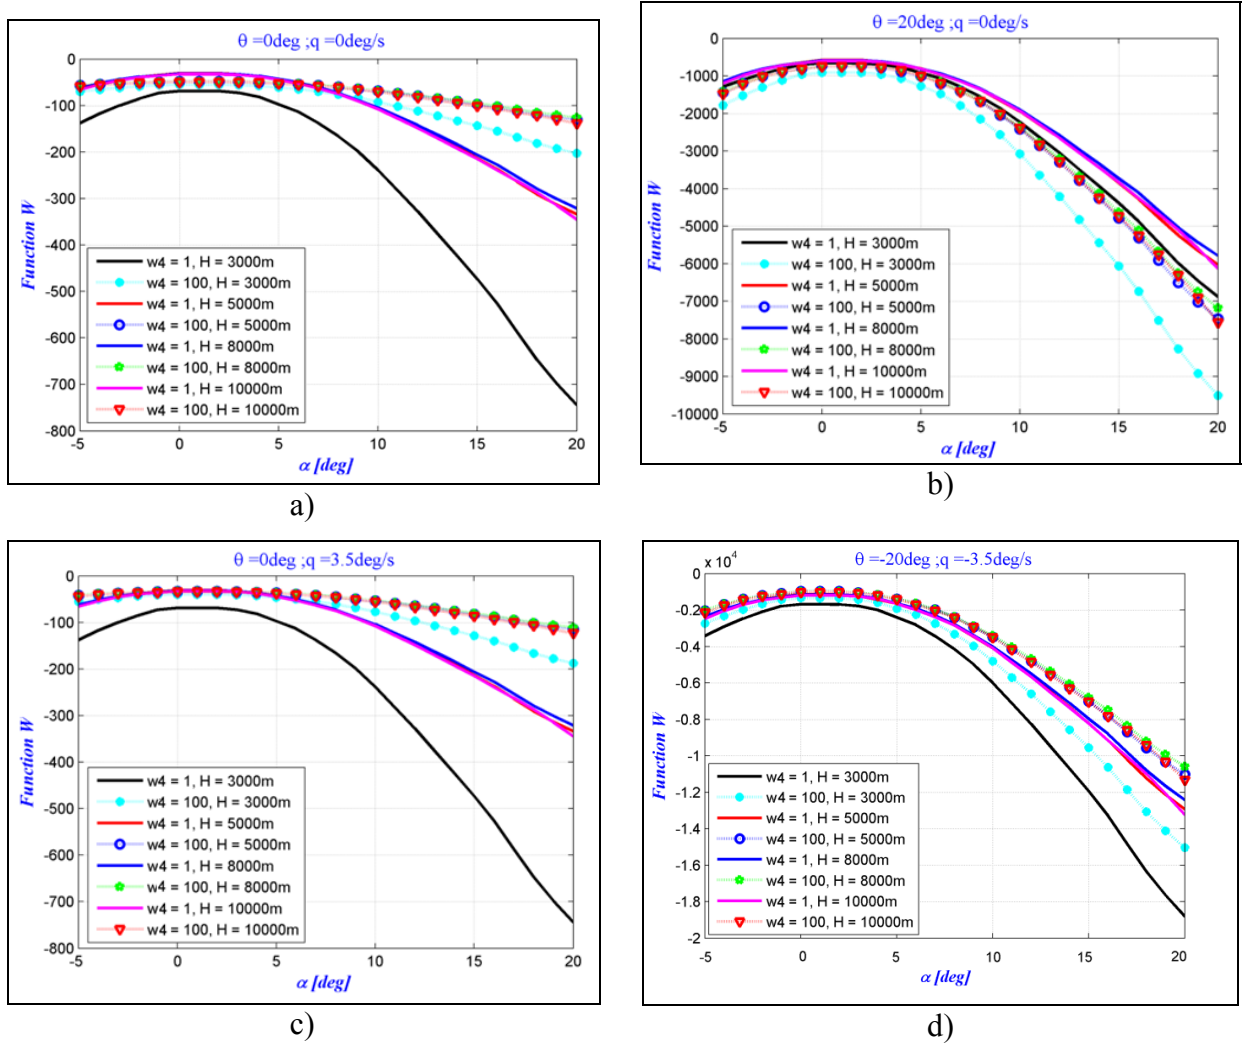 θ =0deg ;q =0deg/s
0
-100
-200
-300
-400
-500
-600
-700
-800
Function W
w4 = 1, H = 3000m
w4 = 100, H = 3000m
w4 = 1, H = 5000m
w4 = 100, H = 5000m
w4 = 1, H = 8000m
w4 = 100, H = 8000m
w4 = 1, H = 10000m
w4 = 100, H = 10000m
-5 0 5 10 15 20
α [deg]
a)
θ =20deg ;q =0deg/s
0
-1000
-2000
-3000
-4000
-5000
-6000
-7000
-8000
-9000
-10000
Function W
w4 = 1, H = 3000m
w4 = 100, H = 3000m
w4 = 1, H = 5000m
w4 = 100, H = 5000m
w4 = 1, H = 8000m
w4 = 100, H = 8000m
w4 = 1, H = 10000m
w4 = 100, H = 10000m
-5 0 5 10 15 20
α [deg]
b)
θ =0deg ;q =3.5deg/s
0
-100
-200
-300
-400
-500
-600
-700
-800
Function W
w4 = 1, H = 3000m
w4 = 100, H = 3000m
w4 = 1, H = 5000m
w4 = 100, H = 5000m
w4 = 1, H = 8000m
w4 = 100, H = 8000m
w4 = 1, H = 10000m
w4 = 100, H = 10000m
-5 0 5 10 15 20
α [deg]
c)
x 10^4
θ =-20deg ;q =-3.5deg/s
0
-0.2
-0.4
-0.6
-0.8
-1
-1.2
-1.4
-1.6
-1.8
-2
Function W
w4 = 1, H = 3000m
w4 = 100, H = 3000m
w4 = 1, H = 5000m
w4 = 100, H = 5000m
w4 = 1, H = 8000m
w4 = 100, H = 8000m
w4 = 1, H = 10000m
w4 = 100, H = 10000m
-5 0 5 10 15 20
α [deg]
d)